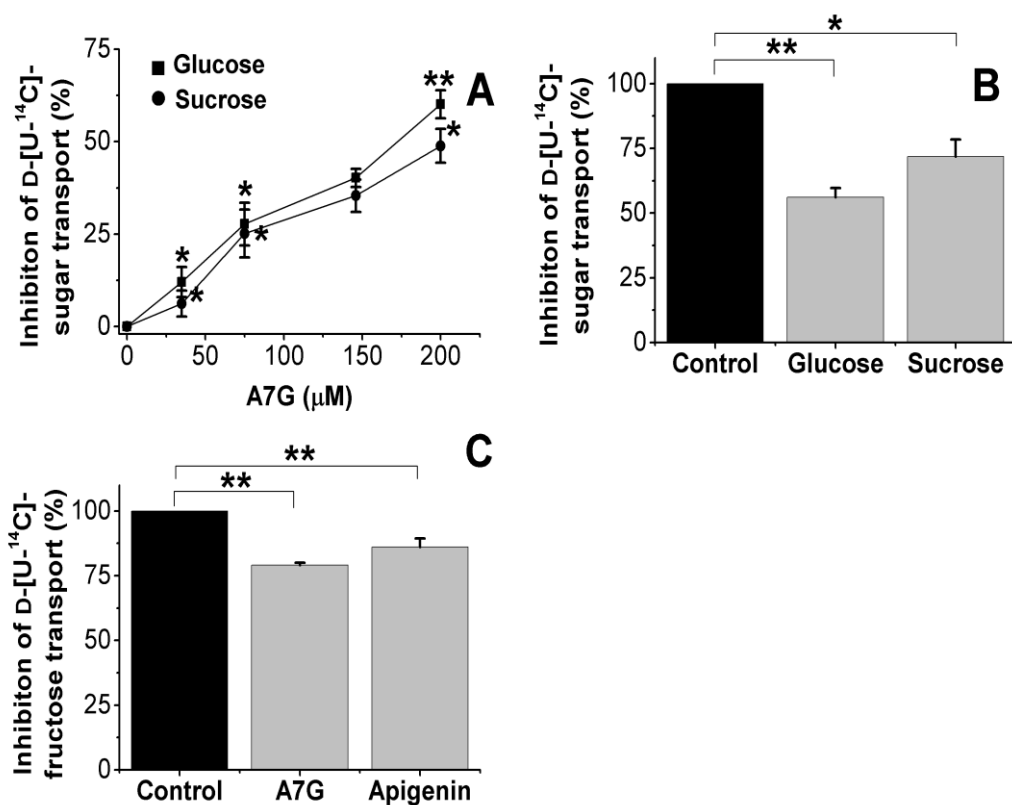 Inhibiton of D-[U-¹⁴C]-
sugar transport (%)
75
50
25
0
Glucose
Sucrose
A
**
*
*
*
*
*
0
50
100
150
200
A7G (μM)
Inhibiton of D-[U-¹⁴C]-
sugar transport (%)
100
75
50
25
0
B
*
**
Control
Glucose
Sucrose
Inhibiton of D-[U-¹⁴C]-
fructose transport (%)
100
75
50
25
0
C
**
**
Control
A7G
Apigenin